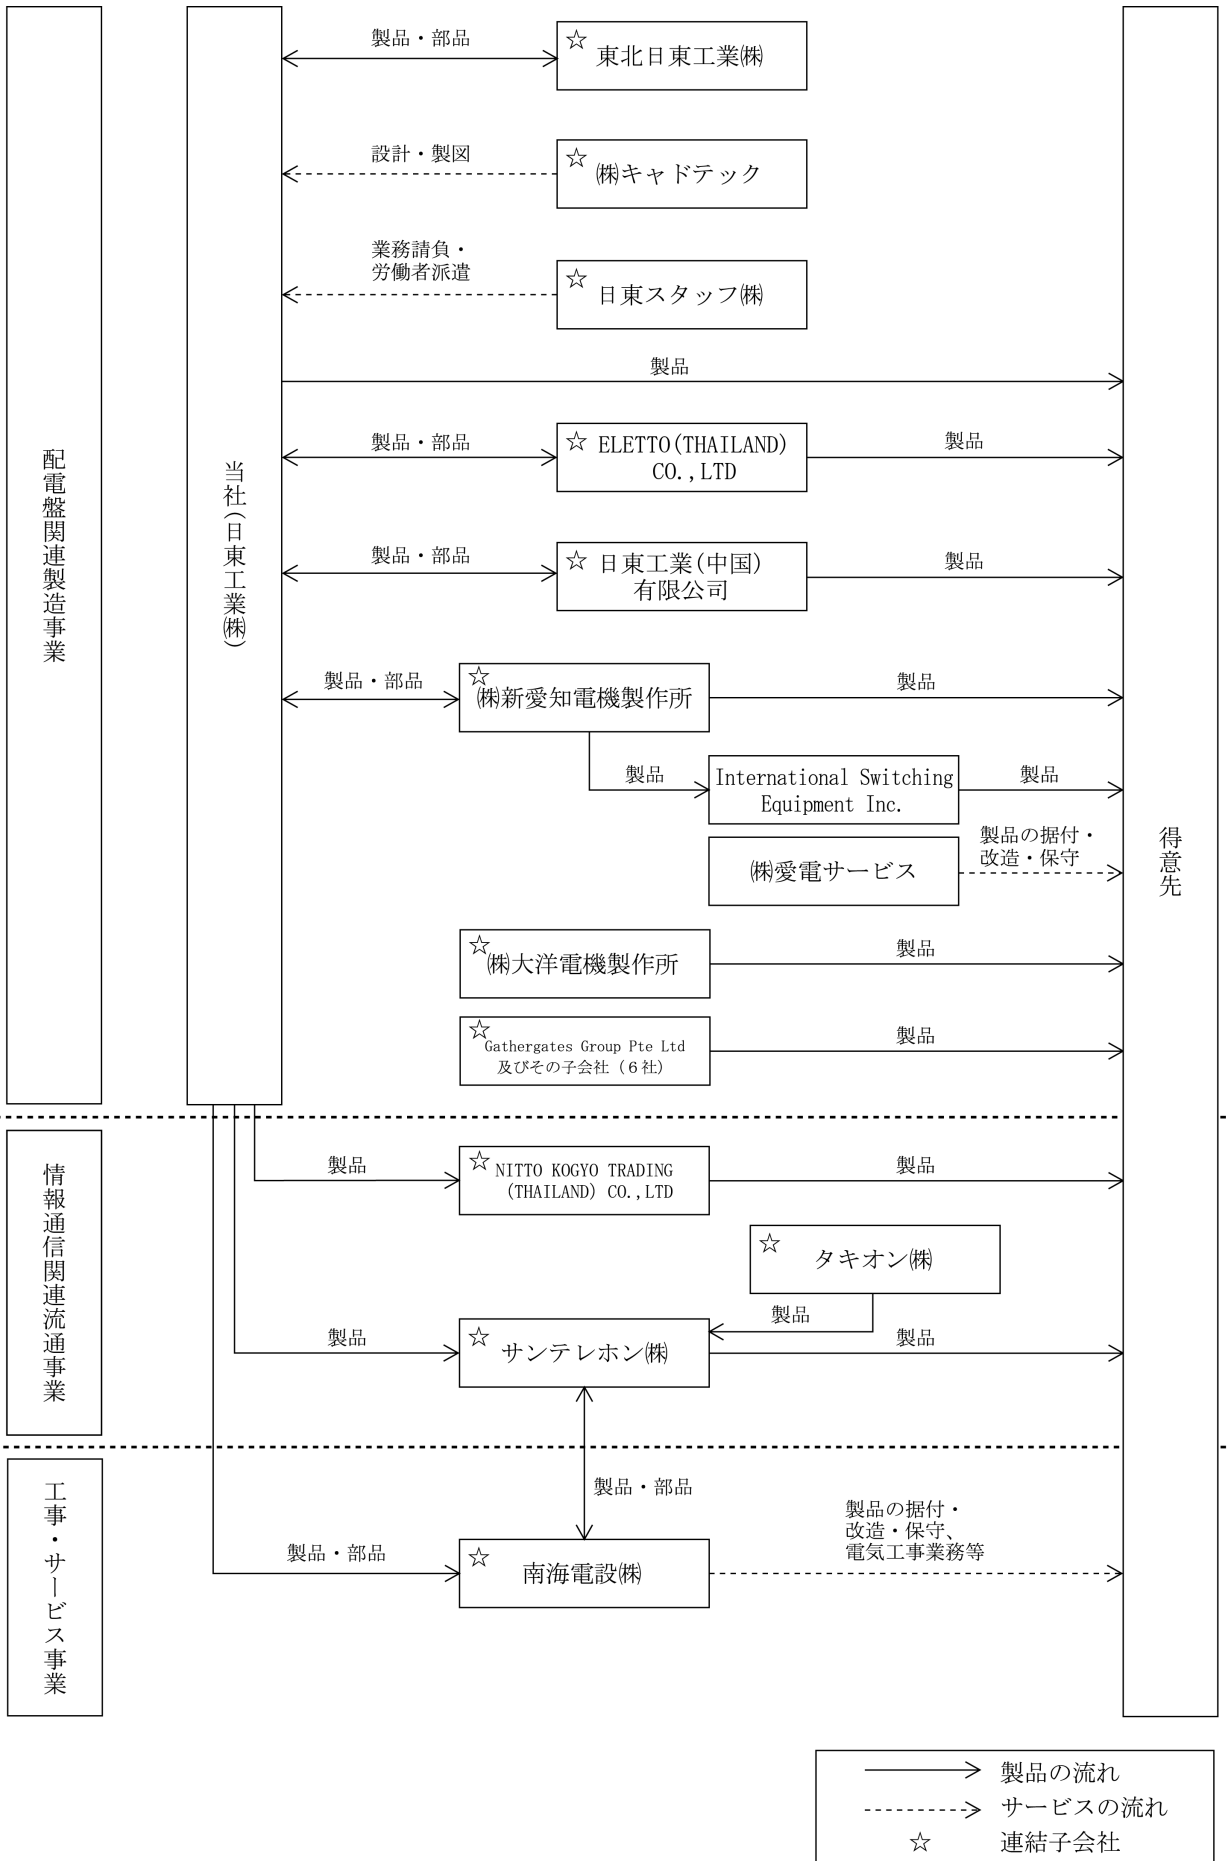 配電盤関連製造事業
当社(日東工業㈱)
製品・部品
☆ 東北日東工業㈱
設計・製図
☆ ㈱キャドテック
業務請負・
労働者派遣
☆ 日東スタッフ㈱
製品
製品・部品
☆ ELETTO(THAILAND)
CO.,LTD
製品
製品・部品
☆ 日東工業(中国)
有限公司
製品
製品・部品
☆
㈱新愛知電機製作所
製品
製品
International Switching
Equipment Inc.
製品
㈱愛電サービス
製品の据付・
改造・保守
得意先
☆
㈱大洋電機製作所
製品
☆
Gathergates Group Pte Ltd
及びその子会社（６社）
製品
情報通信関連流通事業
製品
☆ NITTO KOGYO TRADING
(THAILAND) CO.,LTD
製品
☆ タキオン㈱
製品
製品
☆ サンテレホン㈱
製品
工事・サービス事業
製品・部品
製品・部品
☆ 南海電設㈱
製品の据付・
改造・保守、
電気工事業務等
製品の流れ
サービスの流れ
☆ 連結子会社